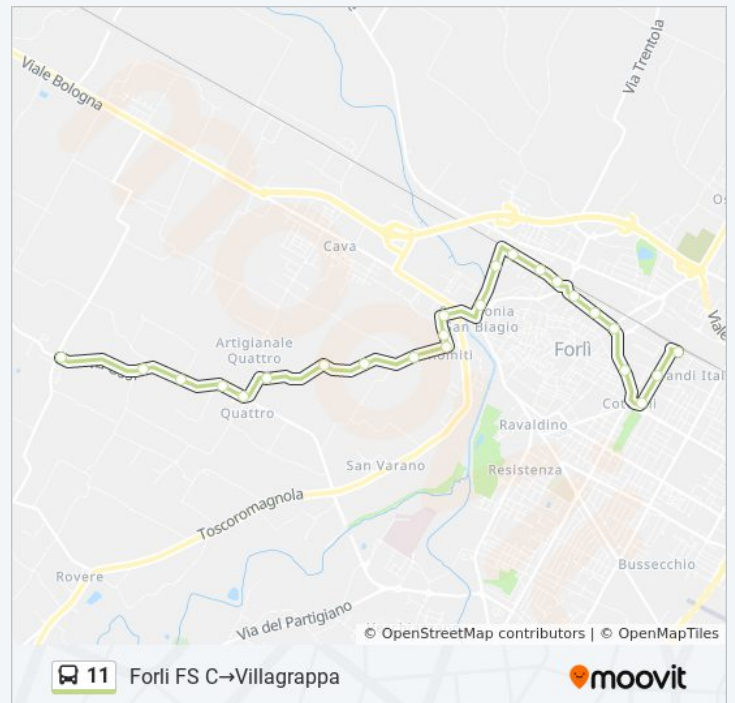 Viale Bologna
Via Trentola
Cava
San Biagio
Artigianale
Quattro
Forlì
Quattro
Ravaldino
San Varano
Resistenza
Toscoromagnola
Bussecchio
Rovere
Via del Partigiano
© OpenStreetMap contributors | © OpenMapTiles
11 Forli FS C→Villagrappa
moovit